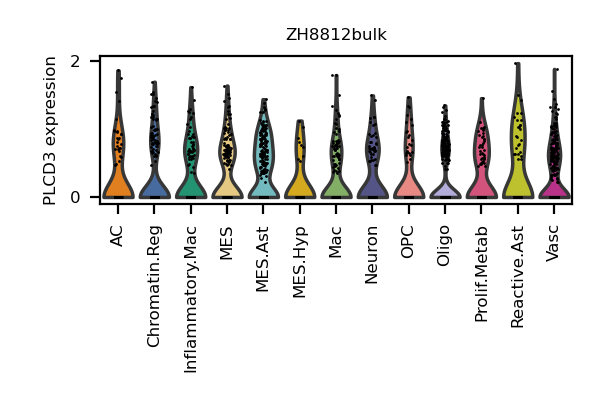 ZH8812bulk
PLCD3 expression
2
0
AC
Chromatin.Reg
Inflammatory.Mac
MES
MES.Ast
MES.Hyp
Mac
Neuron
OPC
Oligo
Prolif.Metab
Reactive.Ast
Vasc